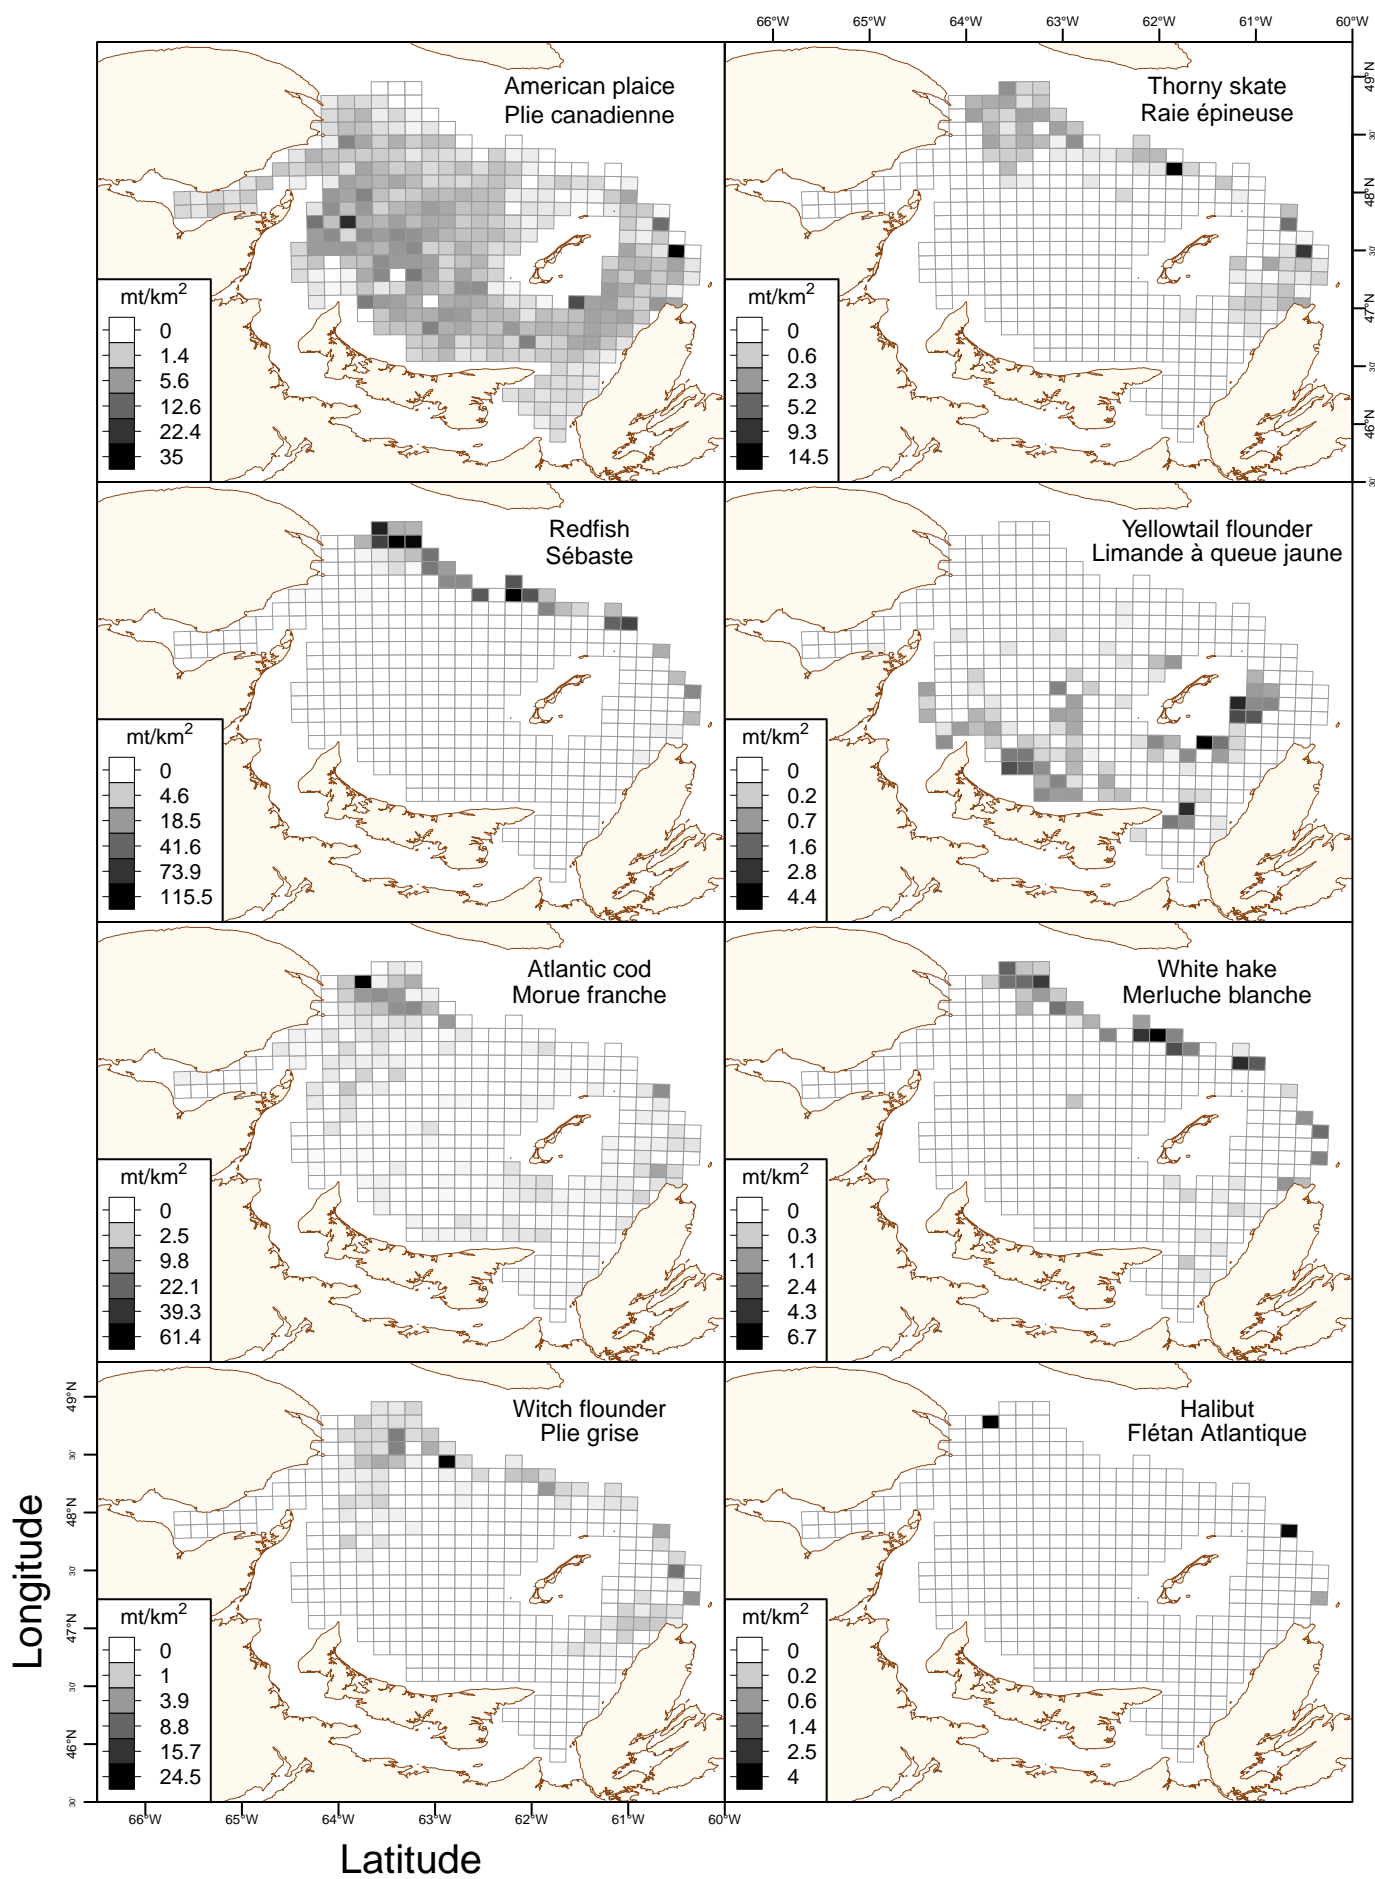 66°W 65°W 64°W 63°W 62°W 61°W 60°W
American plaice
Plie canadienne
mt/km2
0
1.4
5.6
12.6
22.4
35
Thorny skate
Raie épineuse
mt/km2
0
0.6
2.3
5.2
9.3
14.5
49°N
30'
48°N
30'
47°N
30'
46°N
30'
Redfish
Sébaste
mt/km2
0
4.6
18.5
41.6
73.9
115.5
Yellowtail flounder
Limande à queue jaune
mt/km2
0
0.2
0.7
1.6
2.8
4.4
Atlantic cod
Morue franche
mt/km2
0
2.5
9.8
22.1
39.3
61.4
White hake
Merluche blanche
mt/km2
0
0.3
1.1
2.4
4.3
6.7
Witch flounder
Plie grise
mt/km2
0
1
3.9
8.8
15.7
24.5
Halibut
Flétan Atlantique
mt/km2
0
0.2
0.6
1.4
2.5
4
49°N
30'
48°N
30'
47°N
30'
46°N
30'
Longitude
66°W 65°W 64°W 63°W 62°W 61°W 60°W
Latitude